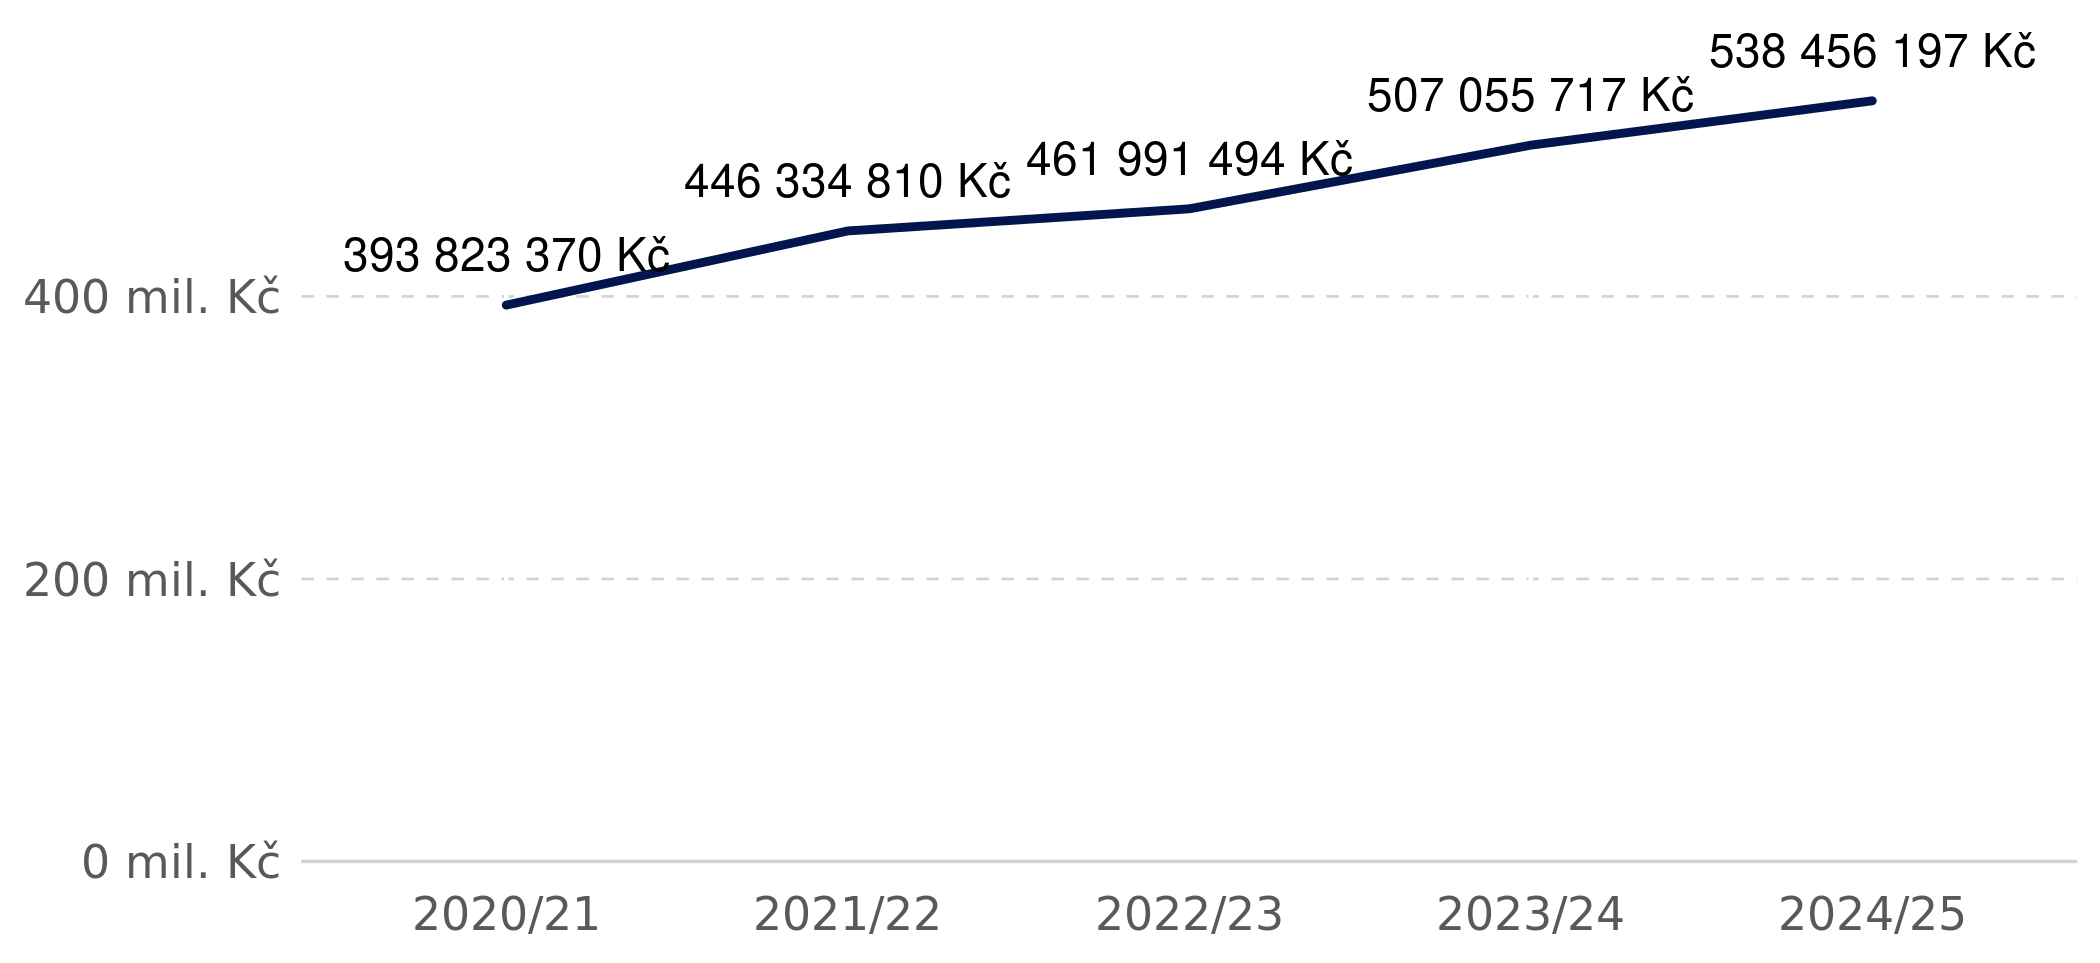 538 456 197 Kč
507 055 717 Kč
461 991 494 Kč
446 334 810 Kč
393 823 370 Kč
400 mil. Kč
200 mil. Kč
0 mil. Kč
2020/21 2021/22 2022/23 2023/24 2024/25